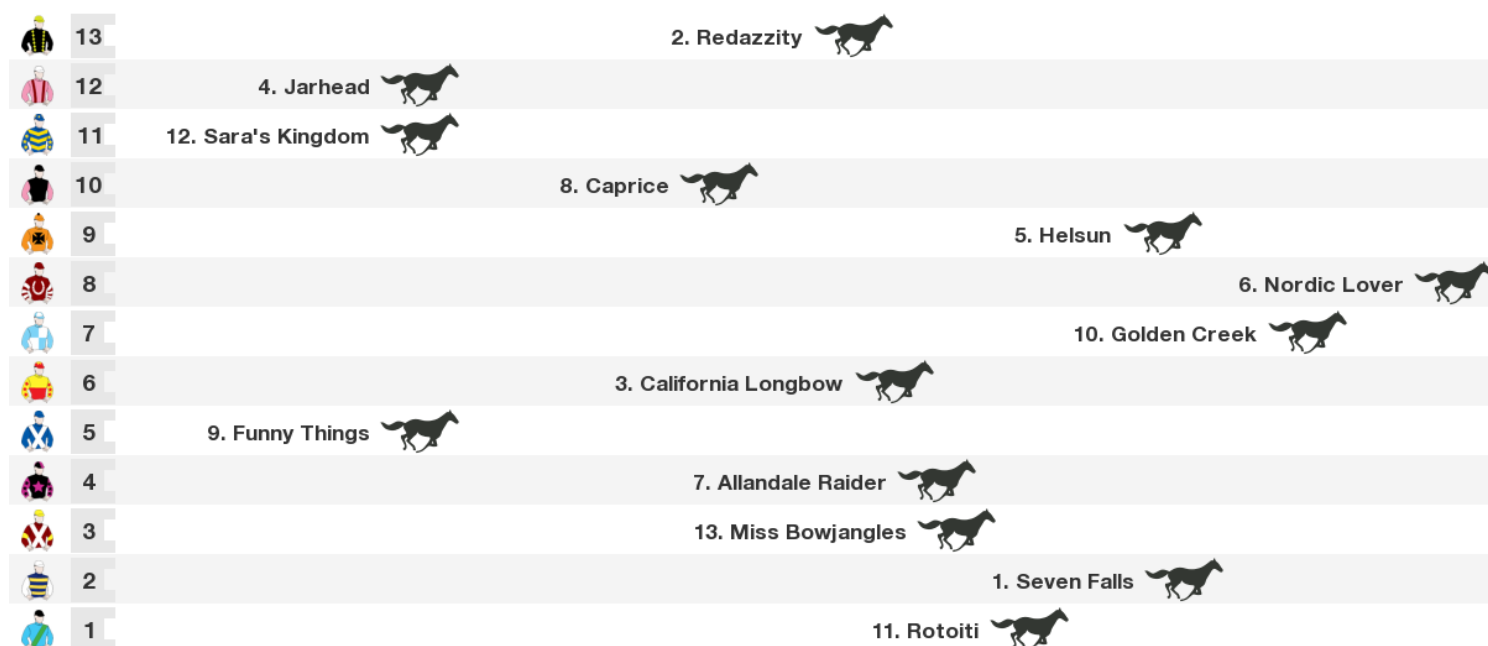 13 2. Redazzity
12 4. Jarhead
11 12. Sara's Kingdom
10 8. Caprice
9 5. Helsun
8 6. Nordic Lover
7 10. Golden Creek
6 3. California Longbow
5 9. Funny Things
4 7. Allandale Raider
3 13. Miss Bowjangles
2 1. Seven Falls
1 11. Rotoiti